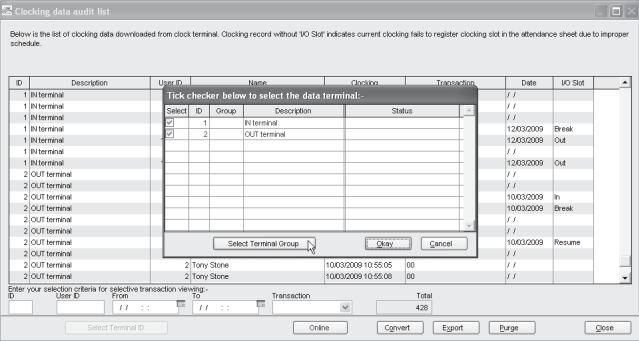 Clocking data audit list
Below is the list of clocking data downloaded from clock terminal. Clocking record without 'I/O Slot' indicates current clocking fails to register clocking slot in the attendance sheet due to improper
schedule.
ID Description User ID Name Clocking Transaction Date I/O Slot
Tick checker below to select the data terminal:-
Select ID Group Description Status
1 IN terminal
2 OUT terminal
Select Terminal Group Okay Cancel
1 IN terminal / /
1 IN terminal / /
1 IN terminal / /
1 IN terminal 12/03/2009 Break
1 IN terminal 12/03/2009 Out
1 IN terminal / /
1 IN terminal 12/03/2009 Out
2 OUT terminal / /
2 OUT terminal / /
2 OUT terminal 10/03/2009 In
2 OUT terminal 10/03/2009 Break
2 OUT terminal / /
2 OUT terminal / /
2 OUT terminal 10/03/2009 Resume
2 OUT terminal / /
2 OUT terminal 2 Tony Stone 10/03/2009 10:55:05 00 / /
2 OUT terminal 2 Tony Stone 10/03/2009 10:55:08 00 / /
Enter your selection criteria for selective transaction viewing:-
ID User ID From To Transaction Total
/ / : : / / : : 428
Select Terminal ID Online Convert Export Purge Close